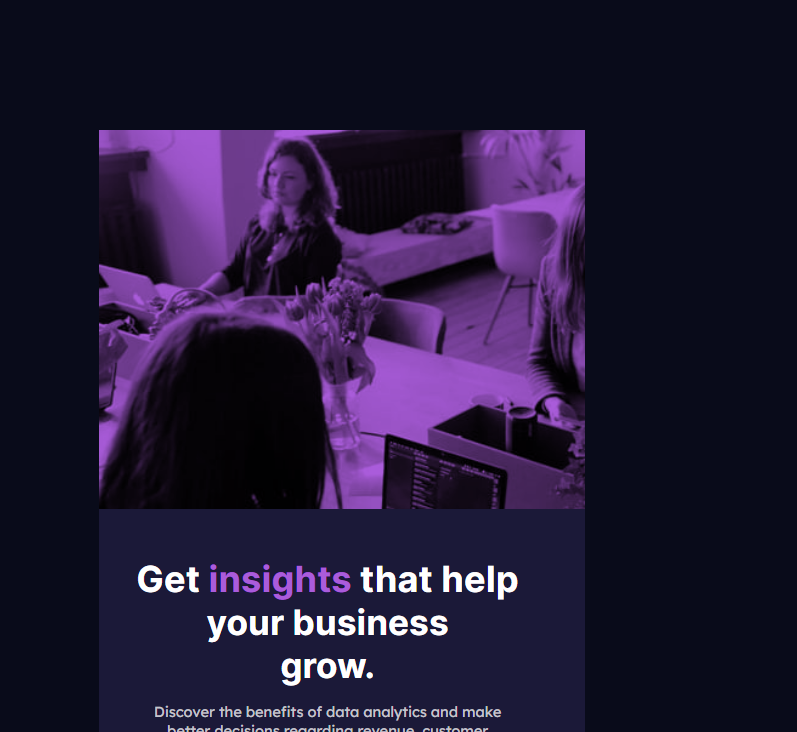 Get insights that help
your business
grow.
Discover the benefits of data analytics and make
better decisions regarding revenue, customer